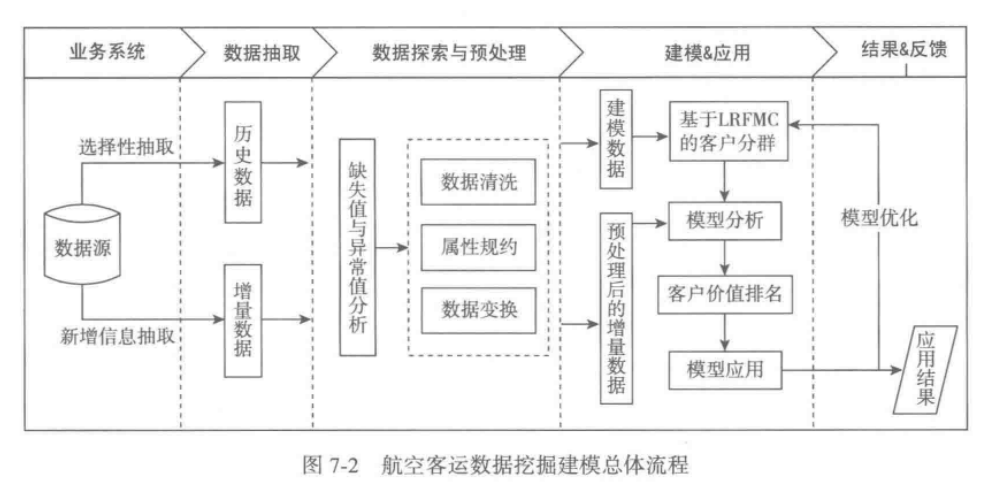 业务系统
数据抽取
数据探索与预处理
建模&应用
结果&反馈
选择性抽取
数据源
新增信息抽取
历史数据
增量数据
缺失值与异常值分析
数据清洗
属性规约
数据变换
建模数据
预处理后的增量数据
基于LRFMC
的客户分群
模型分析
客户价值排名
模型应用
模型优化
应用结果
图 7-2 航空客运数据挖掘建模总体流程